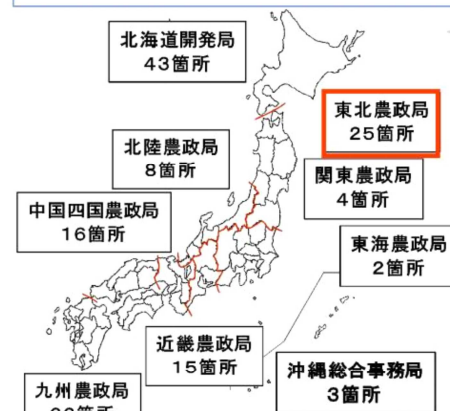 北海道開発局
43箇所
東北農政局
25箇所
北陸農政局
8箇所
関東農政局
4箇所
中国四国農政局
16箇所
東海農政局
2箇所
近畿農政局
15箇所
沖縄総合事務局
3箇所
九州農政局